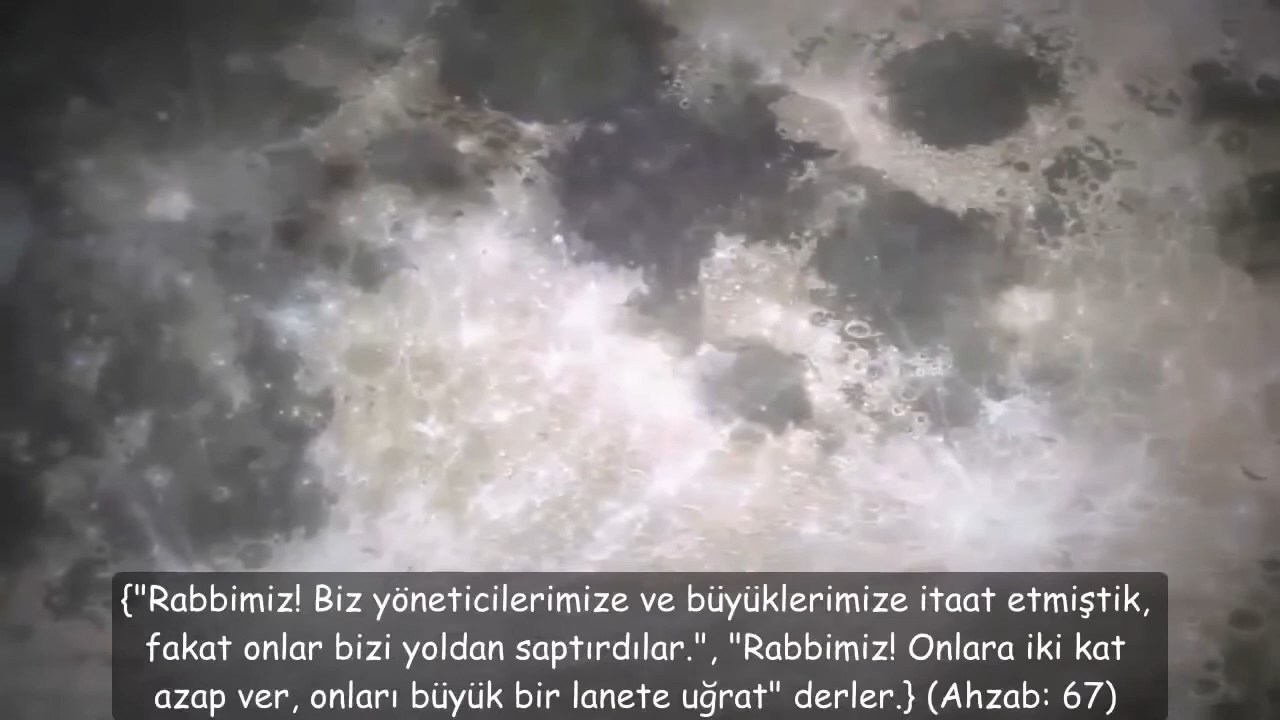 {"Rabbimiz! Biz yöneticilerimize ve büyüklerimize itaat etmiştik,
fakat onlar bizi yoldan saptırdılar.", "Rabbimiz! Onlara iki kat
azap ver, onları büyük bir lanete uğrat" derler.} (Ahzab: 67)